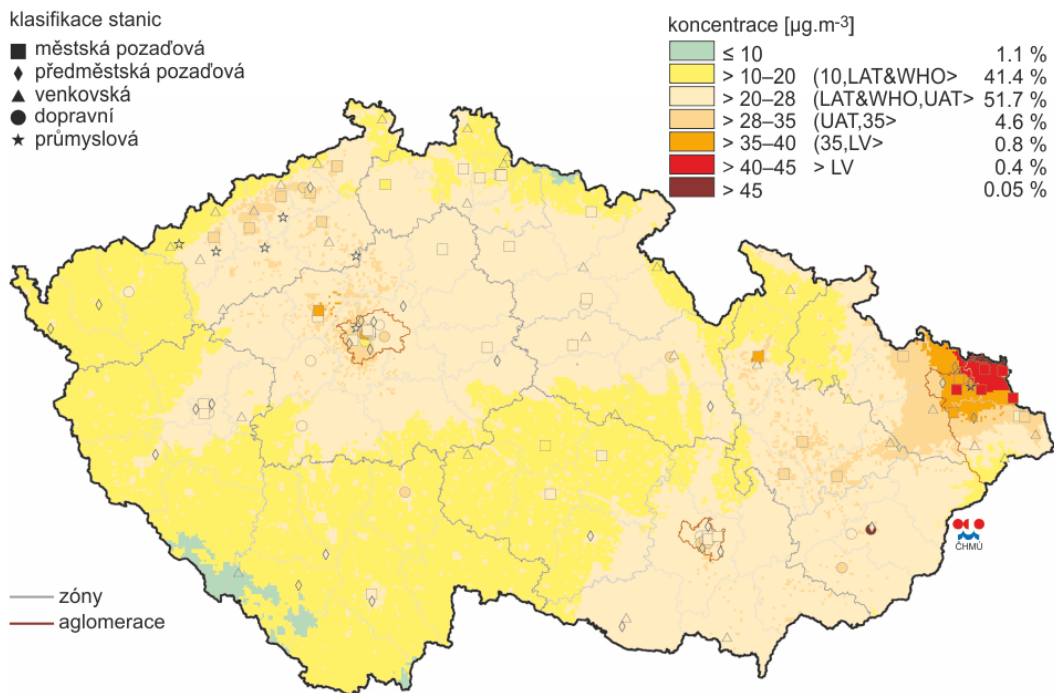 klasifikace stanic
městská pozaďová
předměstská pozaďová
venkovská
dopravní
průmyslová
koncentrace [µg.m-3]
≤ 10 1.1 %
> 10–20 (10,LAT&WHO> 41.4 %
> 20–28 (LAT&WHO,UAT> 51.7 %
> 28–35 (UAT,35> 4.6 %
> 35–40 (35,LV> 0.8 %
> 40–45 > LV 0.4 %
> 45 0.05 %
ČHMÚ
zóny
aglomerace